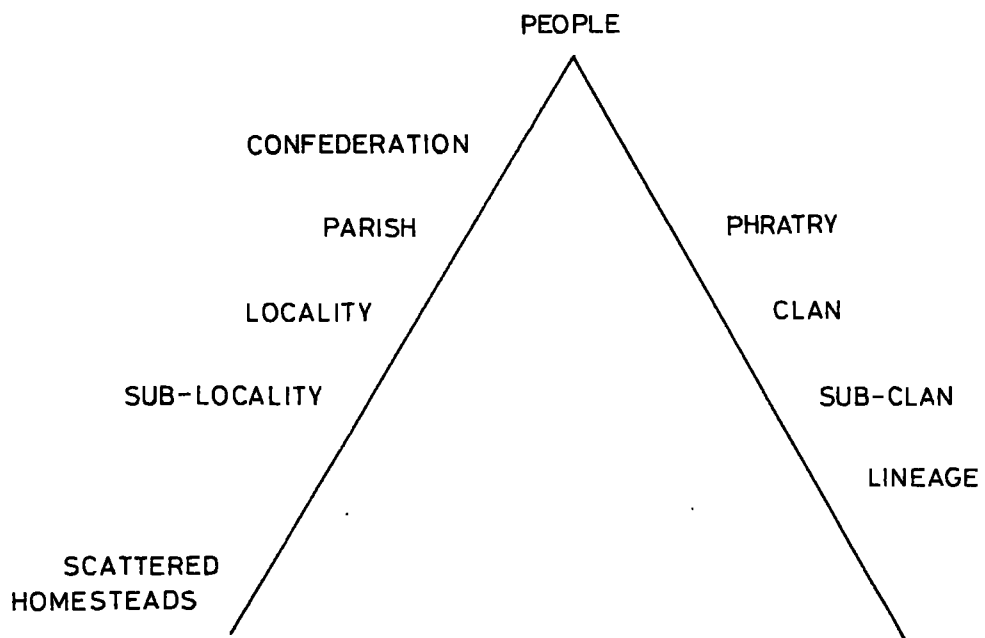 PEOPLE
CONFEDERATION
PARISH
PHRATRY
LOCALITY
CLAN
SUB-LOCALITY
SUB-CLAN
LINEAGE
SCATTERED
HOMESTEADS